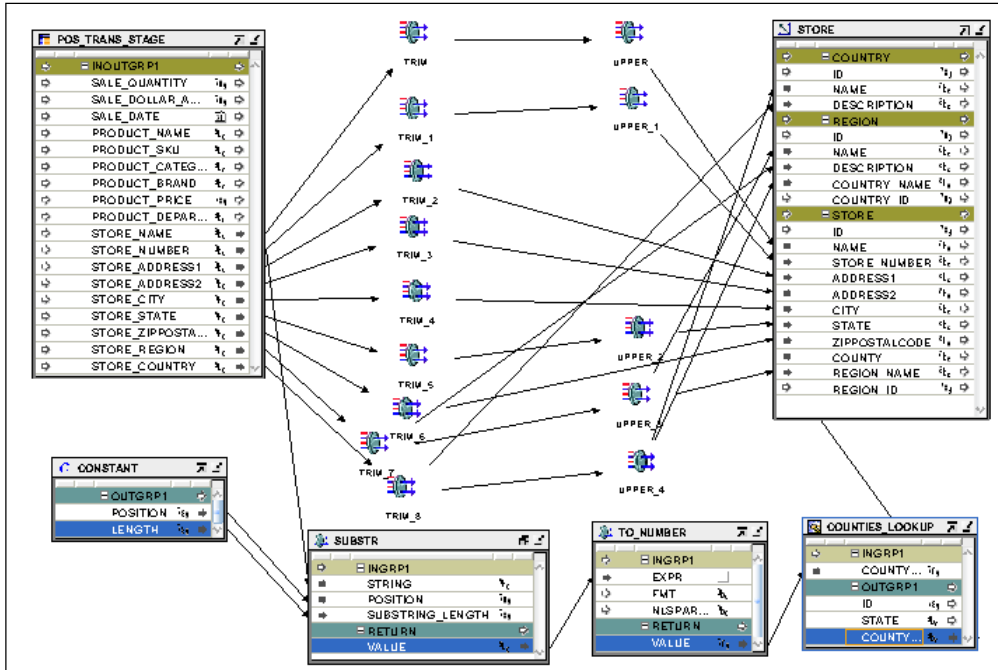 POS_TRANS_STAGE
INOUTGRP1
SALE_QUANTITY
SALE_DOLLAR_A...
SALE_DATE
PRODUCT_NAME
PRODUCT_SKU
PRODUCT_CATEG...
PRODUCT_BRAND
PRODUCT_PRICE
PRODUCT_DEPAR...
STORE_NAME
STORE_NUMBER
STORE_ADDRESS1
STORE_ADDRESS2
STORE_CITY
STORE_STATE
STORE_ZIPPOSTA...
STORE_REGION
STORE_COUNTRY
TRIM
TRIM_1
TRIM_2
TRIM_3
TRIM_4
TRIM_5
TRIM_6
TRIM_7
TRIM_8
UPPER
UPPER_1
UPPER_2
UPPER_3
UPPER_4
STORE
COUNTRY
ID
NAME
DESCRIPTION
REGION
ID
NAME
DESCRIPTION
COUNTRY_NAME
COUNTRY_ID
STORE
ID
NAME
STORE_NUMBER
ADDRESS1
ADDRESS2
CITY
STATE
ZIPPOSTALCODE
COUNTY
REGION_NAME
REGION_ID
CONSTANT
OUTGRP1
POSITION
LENGTH
SUBSTR
INGRP1
STRING
POSITION
SUBSTRING_LENGTH
RETURN
VALUE
TO_NUMBER
INGRP1
EXPR
FMT
NLSPAR...
RETURN
VALUE
COUNTIES_LOOKUP
INGRP1
COUNTY...
OUTGRP1
ID
STATE
COUNTY...